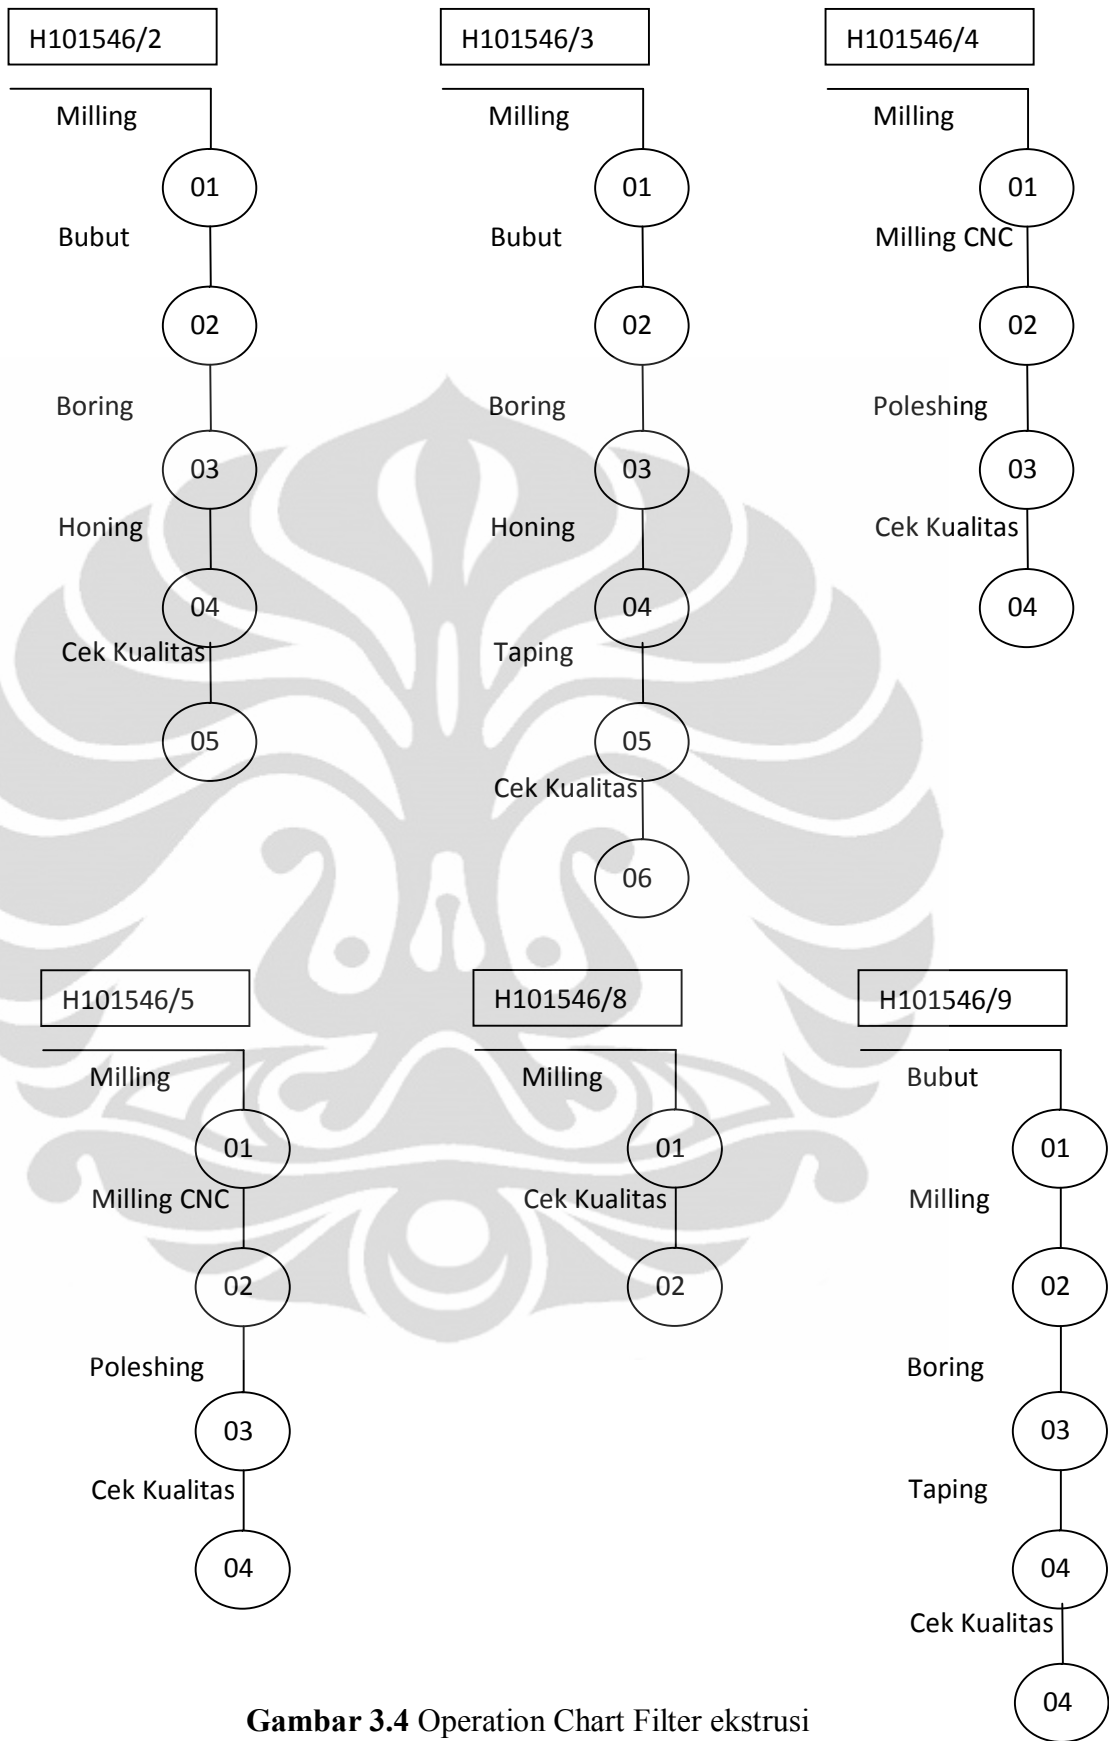 H101546/2
Milling
01
Bubut
02
Boring
03
Honing
04
Cek Kualitas
05
H101546/3
Milling
01
Bubut
02
Boring
03
Honing
04
Taping
05
Cek Kualitas
06
H101546/4
Milling
01
Milling CNC
02
Poleshing
03
Cek Kualitas
04
H101546/5
Milling
01
Milling CNC
02
Poleshing
03
Cek Kualitas
04
H101546/8
Milling
01
Cek Kualitas
02
H101546/9
Bubut
01
Milling
02
Boring
03
Taping
04
Cek Kualitas
04
Gambar 3.4 Operation Chart Filter ekstrusi